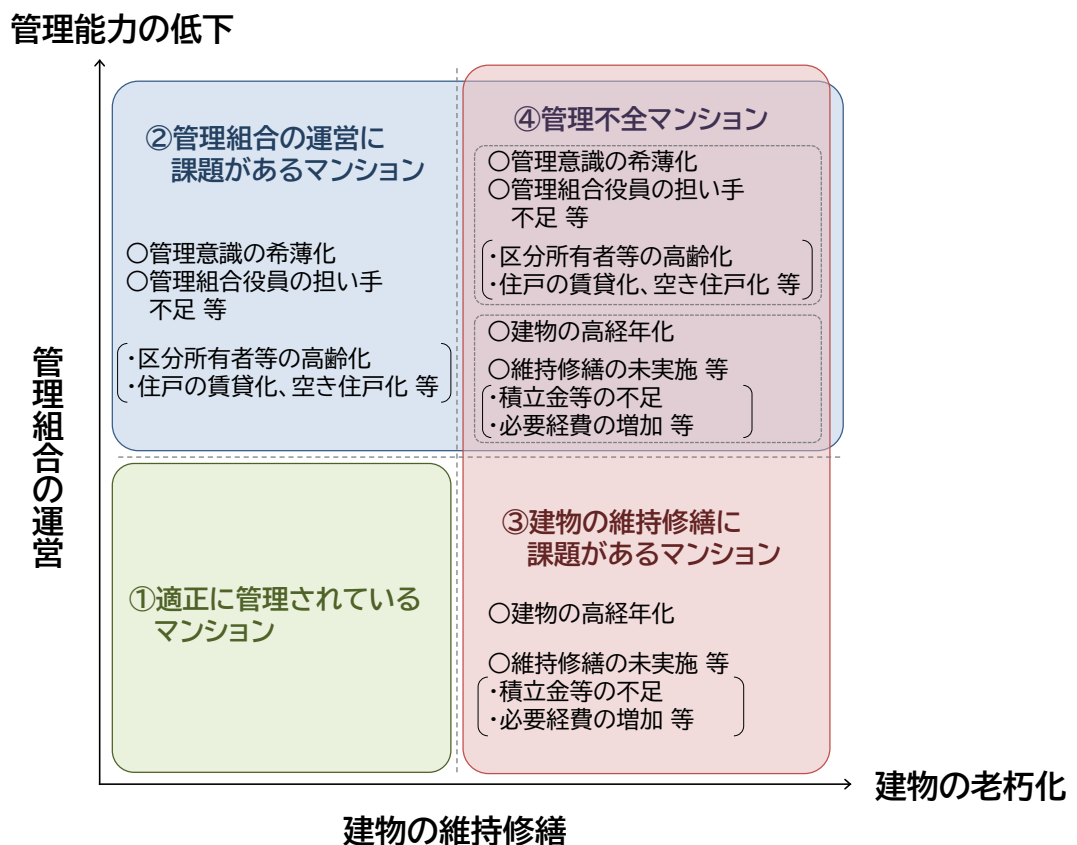 管理能力の低下
②管理組合の運営に
課題があるマンション
○管理意識の希薄化
○管理組合役員の担い手
不足 等
・区分所有者等の高齢化
・住戸の賃貸化、空き住戸化 等
④管理不全マンション
○管理意識の希薄化
○管理組合役員の担い手
不足 等
・区分所有者等の高齢化
・住戸の賃貸化、空き住戸化 等
○建物の高経年化
○維持修繕の未実施 等
・積立金等の不足
・必要経費の増加 等
管理組合の運営
①適正に管理されている
マンション
③建物の維持修繕に
課題があるマンション
○建物の高経年化
○維持修繕の未実施 等
・積立金等の不足
・必要経費の増加 等
建物の老朽化
建物の維持修繕